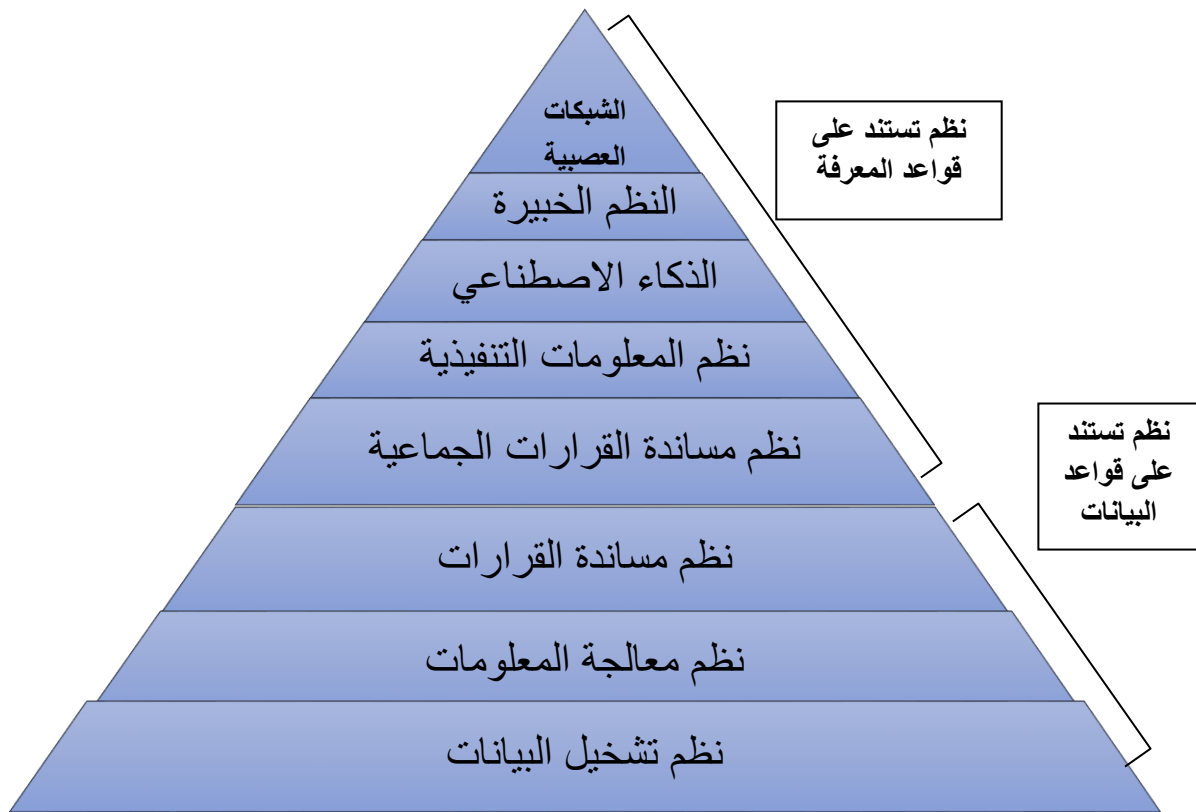 الشبكات
العصبية
النظم الخبيرة
الذكاء الاصطناعي
نظم المعلومات التنفيذية
نظم مساندة القرارات الجماعية
نظم مساندة القرارات
نظم معالجة المعلومات
نظم تشخيل البيانات
نظم تستند على
قواعد المعرفة
نظم تستند
على قواعد
البيانات